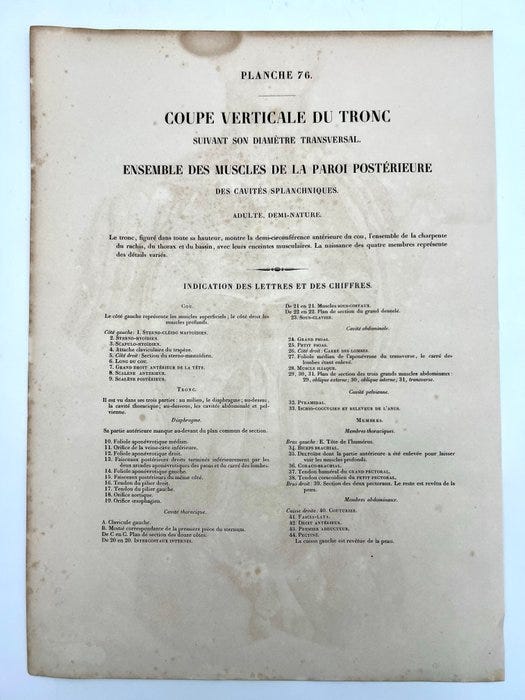 PLANCHE 76.
COUPE VERTICALE DU TRONC
SUIVANT SON DIAMÈTRE TRANSVERSAL.
ENSEMBLE DES MUSCLES DE LA PAROI POSTÉRIEURE
DES CAVITÉS SPLANCHNIQUES.
ADULTE, DEMI-NATURE.
Le tronc, figuré dans toute sa hauteur, montre la demi-circonférence antérieure du cou, l'ensemble de la charpente
du rachis, du thorax et du bassin, avec leurs enceintes musculaires. La naissance des quatre membres représente
des détails variés.
INDICATION DES LETTRES ET DES CHIFFRES.
COU.
Le côté gauche représente les muscles superficiels; le côté droit les
muscles profonds.
Côté gauche: 1. STERNO-CLÉIDO MASTOÏDIEN.
2. STERNO-HYOÏDIEN.
3. SCAPULO-HYOÏDIEN.
4. Attache claviculaire du trapèze.
5. Côté droit: Section du sterno-mastoïdien.
6. LONG DU COU.
7. GRAND DROIT ANTÉRIEUR DE LA TÊTE.
8. SCALÈNE ANTÉRIEUR.
9. SCALÈNE POSTÉRIEUR.
TRONC.
Il est vu dans ses trois parties: au milieu, le diaphragme; au-dessus,
la cavité thoracique; au-dessous, les cavités abdominale et pel-
vienne.
Diaphragme.
Sa partie antérieure manque au-devant du plan commun de section.
10. Foliole aponévrotique médian.
11. Orifice de la veine-cave inférieure.
12. Foliole aponévrotique droit.
13. Faisceaux postérieurs droits terminés inférieurement par les
deux arcades aponévrotiques des psoas et du carré des lombes.
14. Foliole aponévrotique gauche.
15. Faisceaux postérieurs du même côté.
16. Tendon du pilier droit.
17. Tendon du pilier gauche.
18. Orifice aortique.
19. Orifice œsophagien.
Cavité thoracique.
A. Clavicule gauche.
B. Moitié correspondante de la première pièce du sternum.
De C en G. Plan de section des douze côtes.
De 20 en 20. INTERCOSTAUX INTERNES.
De 21 en 21. Muscles SOUS-COSTAUX.
De 22 en 22. Plan de section du grand dentelé.
23. SOUS-CLAVIER.
Cavité abdominale.
24. GRAND PSOAS.
25. PETIT PSOAS.
26. Côté droit: CARRÉ DES LOMBES.
27. Foliole médian de l'aponévrose du transverse, le carré des
lombes étant enlevé.
28. MUSCLE ILIAQUE.
29, 30, 31. Plan de section des trois grands muscles abdominaux:
29, oblique externe; 30, oblique interne; 31, transverse.
Cavité pelvienne.
32. PYRAMIDAL.
33. ISCHIO-COCCYGIEN ET RELEVEUR DE L'ANUS.
MEMBRES.
Membres thoraciques.
Bras gauche: E. Tête de l'humérus.
34. BICEPS BRACHIAL.
35. DELTOÏDE dont la partie antérieure a été enlevée pour laisser
voir les muscles profonds.
36. CORACO-BRACHIAL.
37. Tendon huméral du GRAND PECTORAL.
38. Tendon coracoïdien du PETIT PECTORAL.
Bras droit: 39. Section des deux pectoraux. Le reste est revêtu de la
peau.
Membres abdominaux.
Cuisse droite: 40. COUTURIER.
41. FASCIA-LATA.
42. DROIT ANTÉRIEUR.
43. PREMIER ADDUCTEUR.
44. PECTINÉ.
La cuisse gauche est revêtue de la peau.